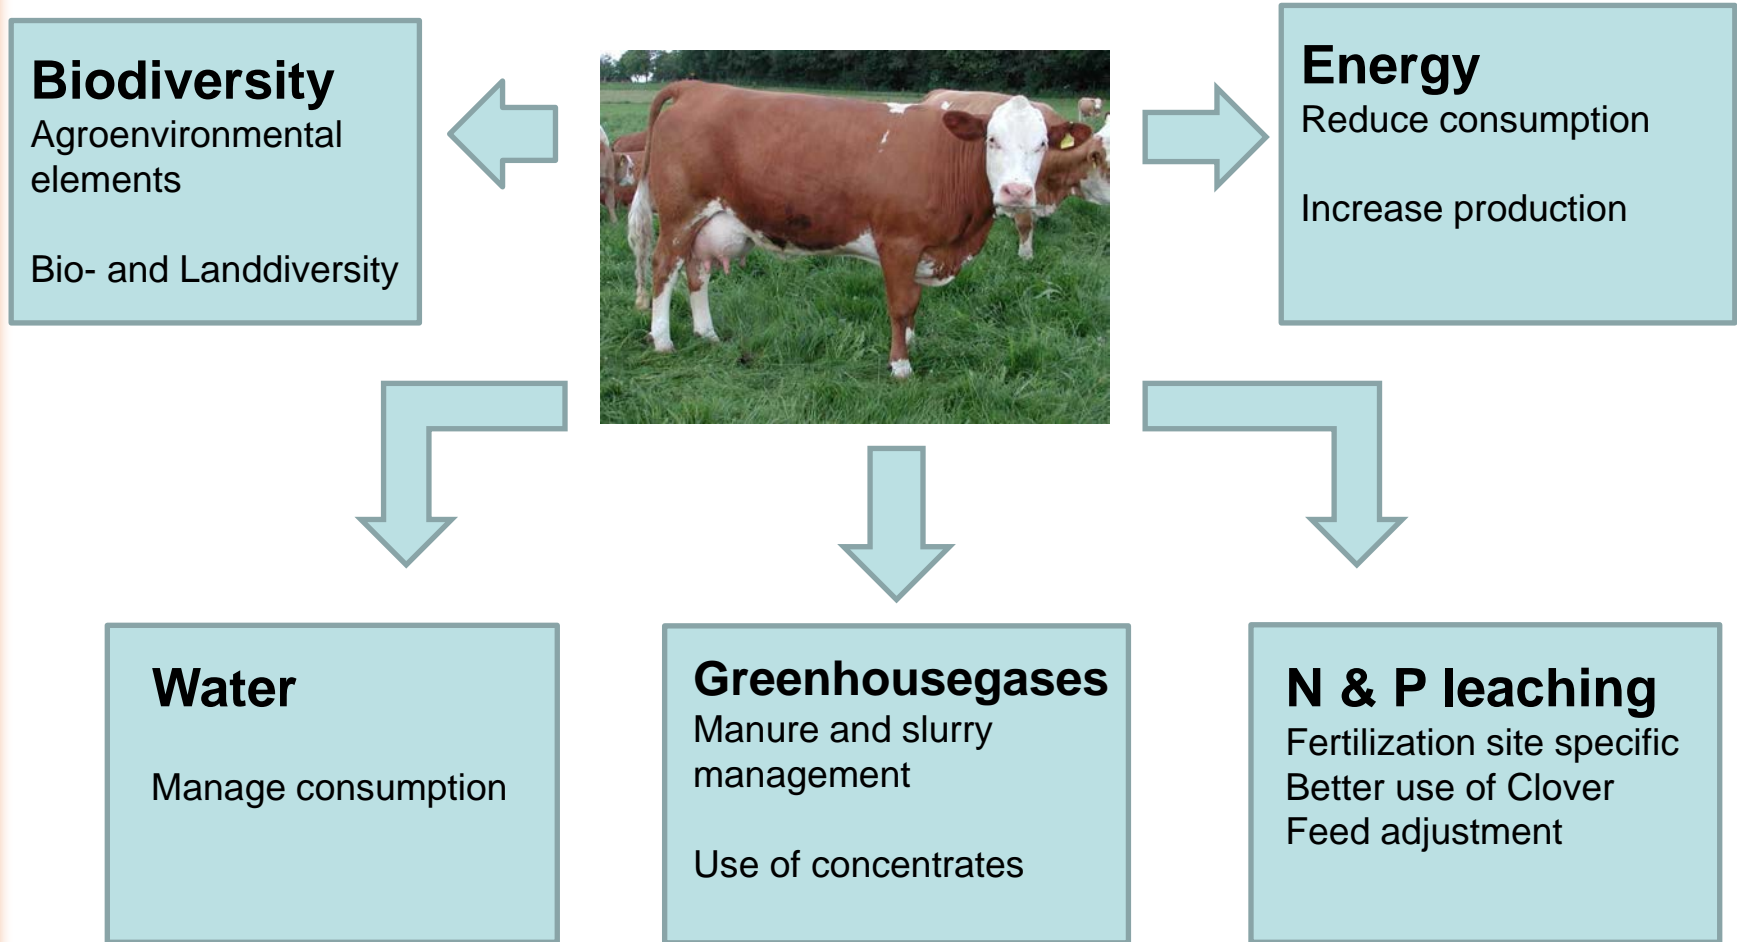 Biodiversity
Agroenvironmental
elements
Bio- and Landdiversity
Energy
Reduce consumption
Increase production
Water
Manage consumption
Greenhousegases
Manure and slurry
management
Use of concentrates
N & P leaching
Fertilization site specific
Better use of Clover
Feed adjustment